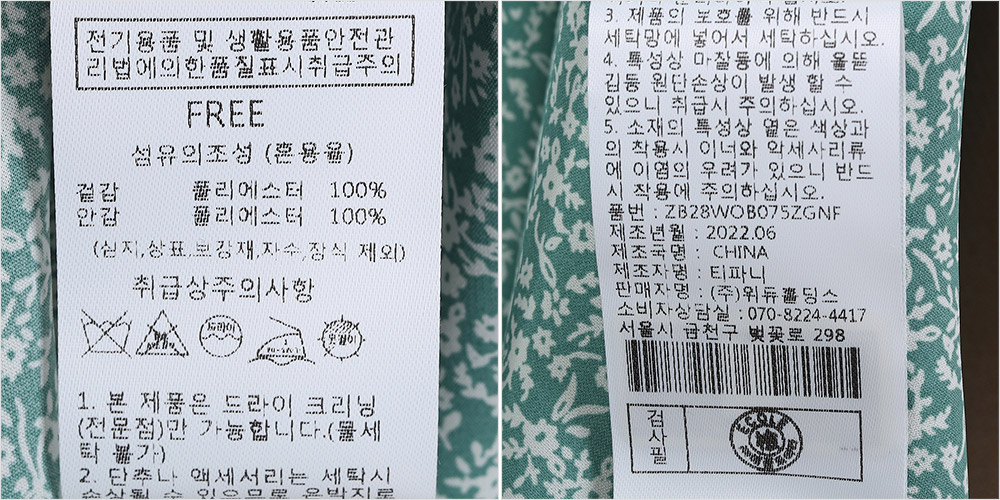 전기용품 및 생활용품안전관
리법에의한품질표시취급주의
FREE
섬유의조성 (혼용율)
겉감 폴리에스터 100%
안감 폴리에스터 100%
(심지,상표,보강재,자수,장식 제외)
취급상주의사항
드라이
1. 본 제품은 드라이 크리닝
(전문점)만 가능합니다.(물세
탁 불가)
2. 단추나 액세서리는 세탁시
손상될 수 있으므로
3. 제품의 보호를 위해 반드시
세탁망에 넣어서 세탁하십시오.
4. 특성상 마찰등에 의해 올뜯
김등 원단손상이 발생 할 수
있으니 취급시 주의하십시오.
5. 소재의 특성상 옅은 색상과
의 착용시 이너와 악세사리류
에 이염의 우려가 있으니 반드
시 착용에 주의하십시오.
품번 : ZB28WOB075ZGNF
제조년월 : 2022.06
제조국명 : CHINA
제조자명 : 티파니
판매자명 : (주)위듀홀딩스
소비자상담실 : 070-8224-4417
서울시 금천구 벚꽃로 298
검사필
ECOLE